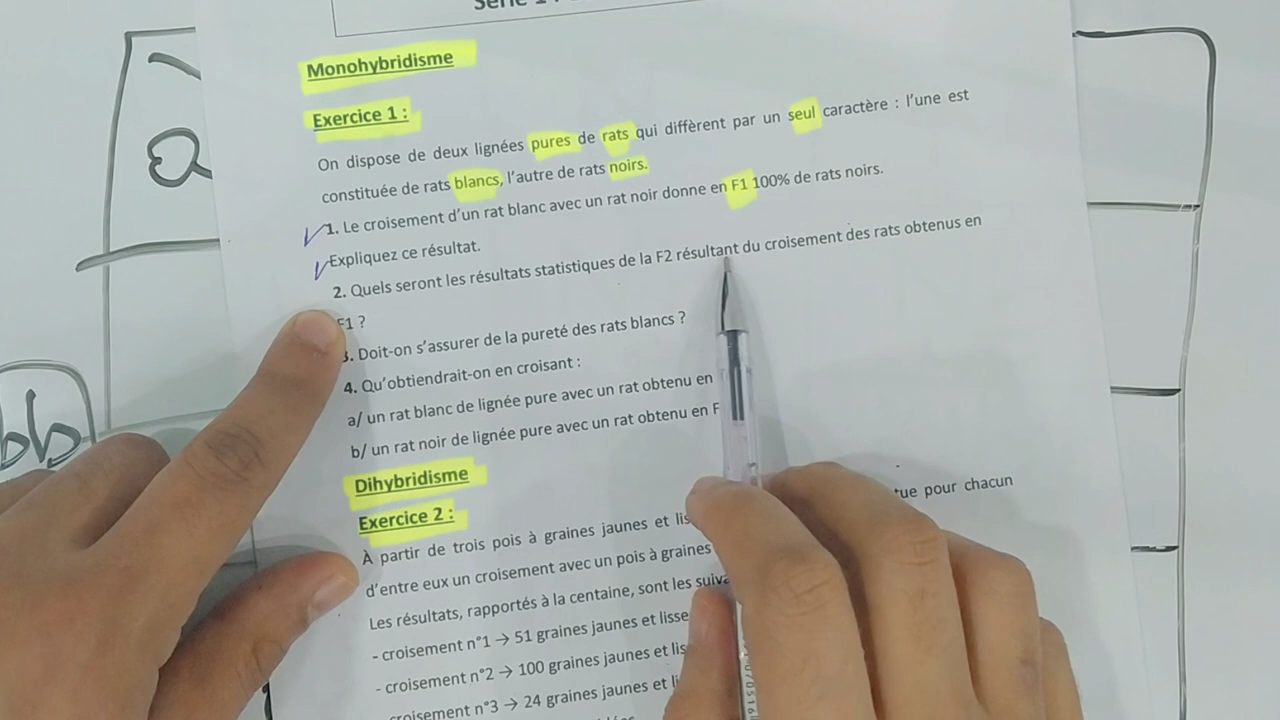 Série 1
Monohybridisme
Exercice 1 :
On dispose de deux lignées pures de rats qui diffèrent par un seul caractère : l'une est
constituée de rats blancs, l'autre de rats noirs.
1. Le croisement d'un rat blanc avec un rat noir donne en F1 100% de rats noirs.
Expliquez ce résultat.
2. Quels seront les résultats statistiques de la F2 résultant du croisement des rats obtenus en
F1 ?
3. Doit-on s'assurer de la pureté des rats blancs ?
4. Qu'obtiendrait-on en croisant :
a/ un rat blanc de lignée pure avec un rat obtenu en
b/ un rat noir de lignée pure avec un rat obtenu en F
Dihybridisme
Exercice 2 :
À partir de trois pois à graines jaunes et lis tue pour chacun
d'entre eux un croisement avec un pois à graines
Les résultats, rapportés à la centaine, sont les suiva
- croisement n°1 → 51 graines jaunes et lisse
- croisement n°2 → 100 graines jaunes et lis
croisement n°3 → 24 graines jaunes et li
a
bb